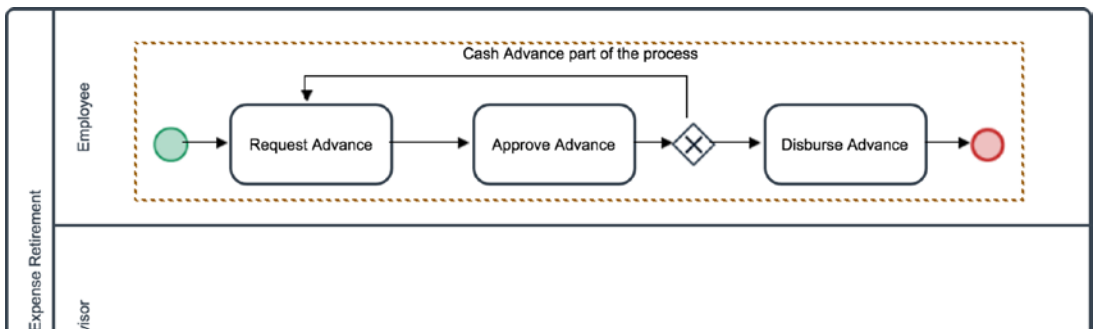 Cash Advance part of the process
Employee
Request Advance
Approve Advance
Disburse Advance
Expense Retirement